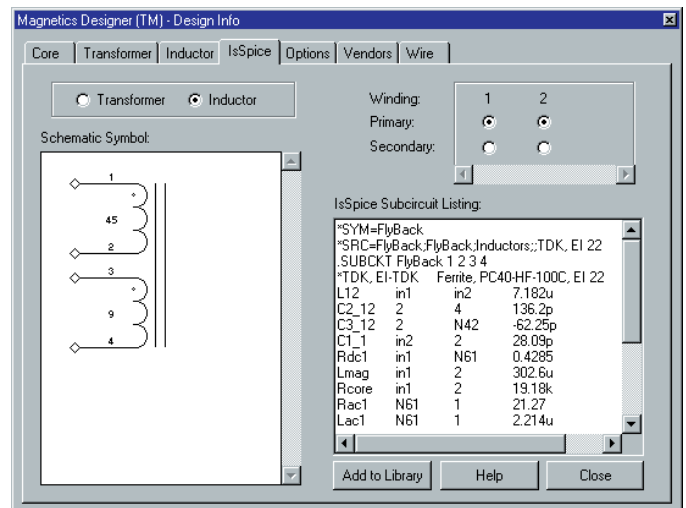 Magnetics Designer (TM) - Design Info
Core Transformer Inductor IsSpice Options Vendors Wire
Transformer Inductor
Winding: 1 2
Primary:
Secondary:
Schematic Symbol:
1
45
2
3
9
4
IsSpice Subcircuit Listing:
*SYM=FlyBack
*SRC=FlyBack;FlyBack;Inductors;;TDK, EI 22
.SUBCKT FlyBack 1 2 3 4
*TDK, EI-TDK Ferrite, PC40-HF-100C, EI 22
L12 in1 in2 7.182u
C2_12 2 4 136.2p
C3_12 2 N42 -62.25p
C1_1 in2 2 28.09p
Rdc1 in1 N61 0.4285
Lmag in1 2 302.6u
Rcore in1 2 19.18k
Rac1 N61 1 21.27
Lac1 N61 1 2.214u
Add to Library Help Close